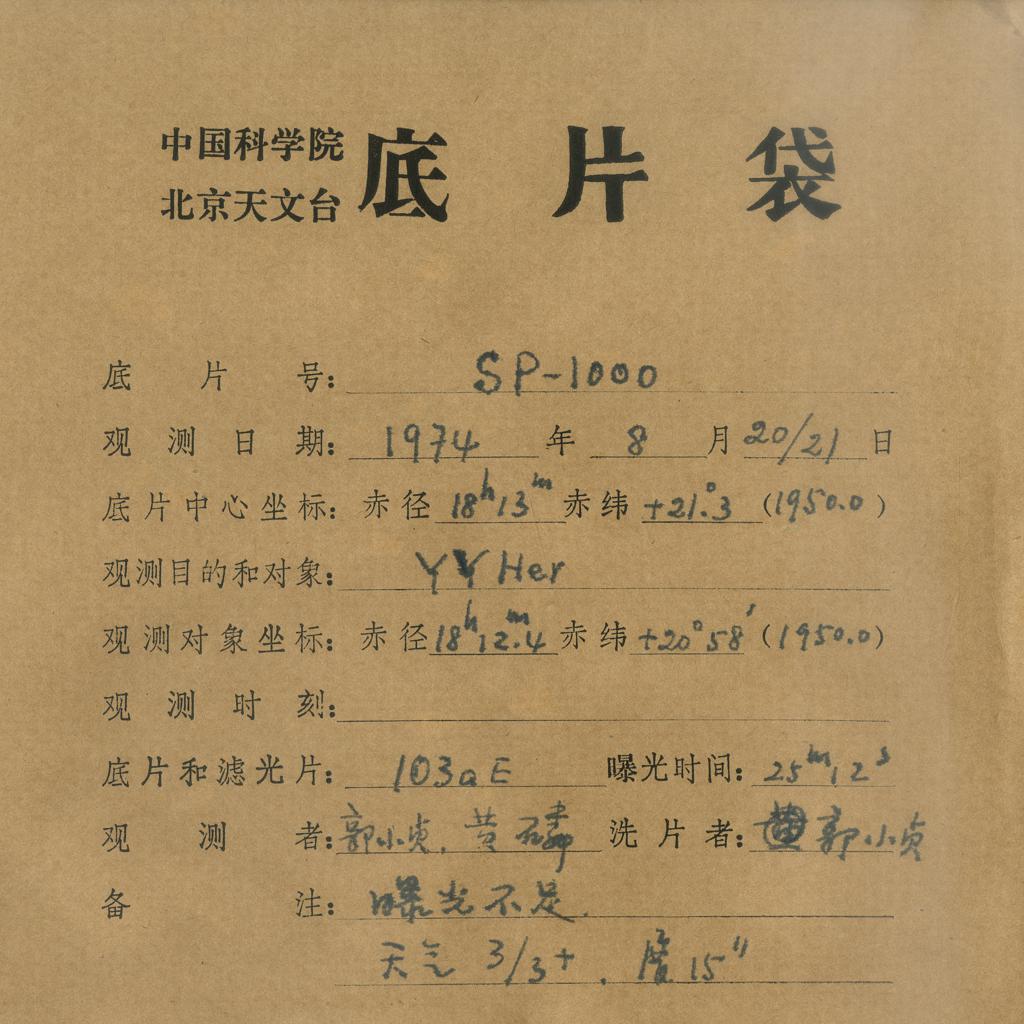 中国科学院
北京天文台
底片袋
底片号: SP-1000
观测日期: 1974 年 8 月 20/21 日
底片中心坐标: 赤径 18h13m 赤纬 +21°.3 (1950.0)
观测目的和对象: YY Her
观测对象坐标: 赤径 18h12m.4 赤纬 +20°58′ (1950.0)
观测时刻:
底片和滤光片: 103aE 曝光时间: 25m12s
观测者: 郭小贞, 黄磷 洗片者: 郭小贞
备注: 曝光不足.
天气 3/3+, 15″